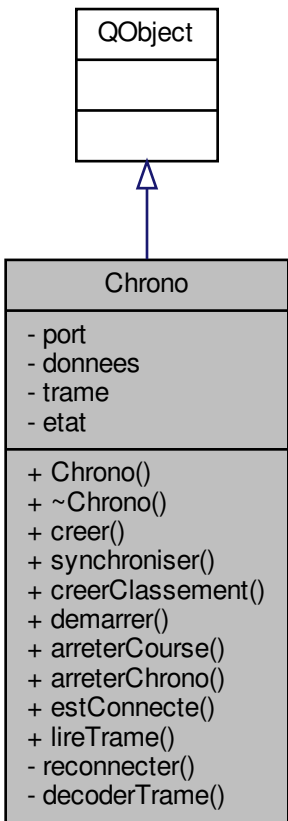 QObject
Chrono
- port
- donnees
- trame
- etat
+ Chrono()
+ ~Chrono()
+ creer()
+ synchroniser()
+ creerClassement()
+ demarrer()
+ arreterCourse()
+ arreterChrono()
+ estConnecte()
+ lireTrame()
- reconnecter()
- decoderTrame()